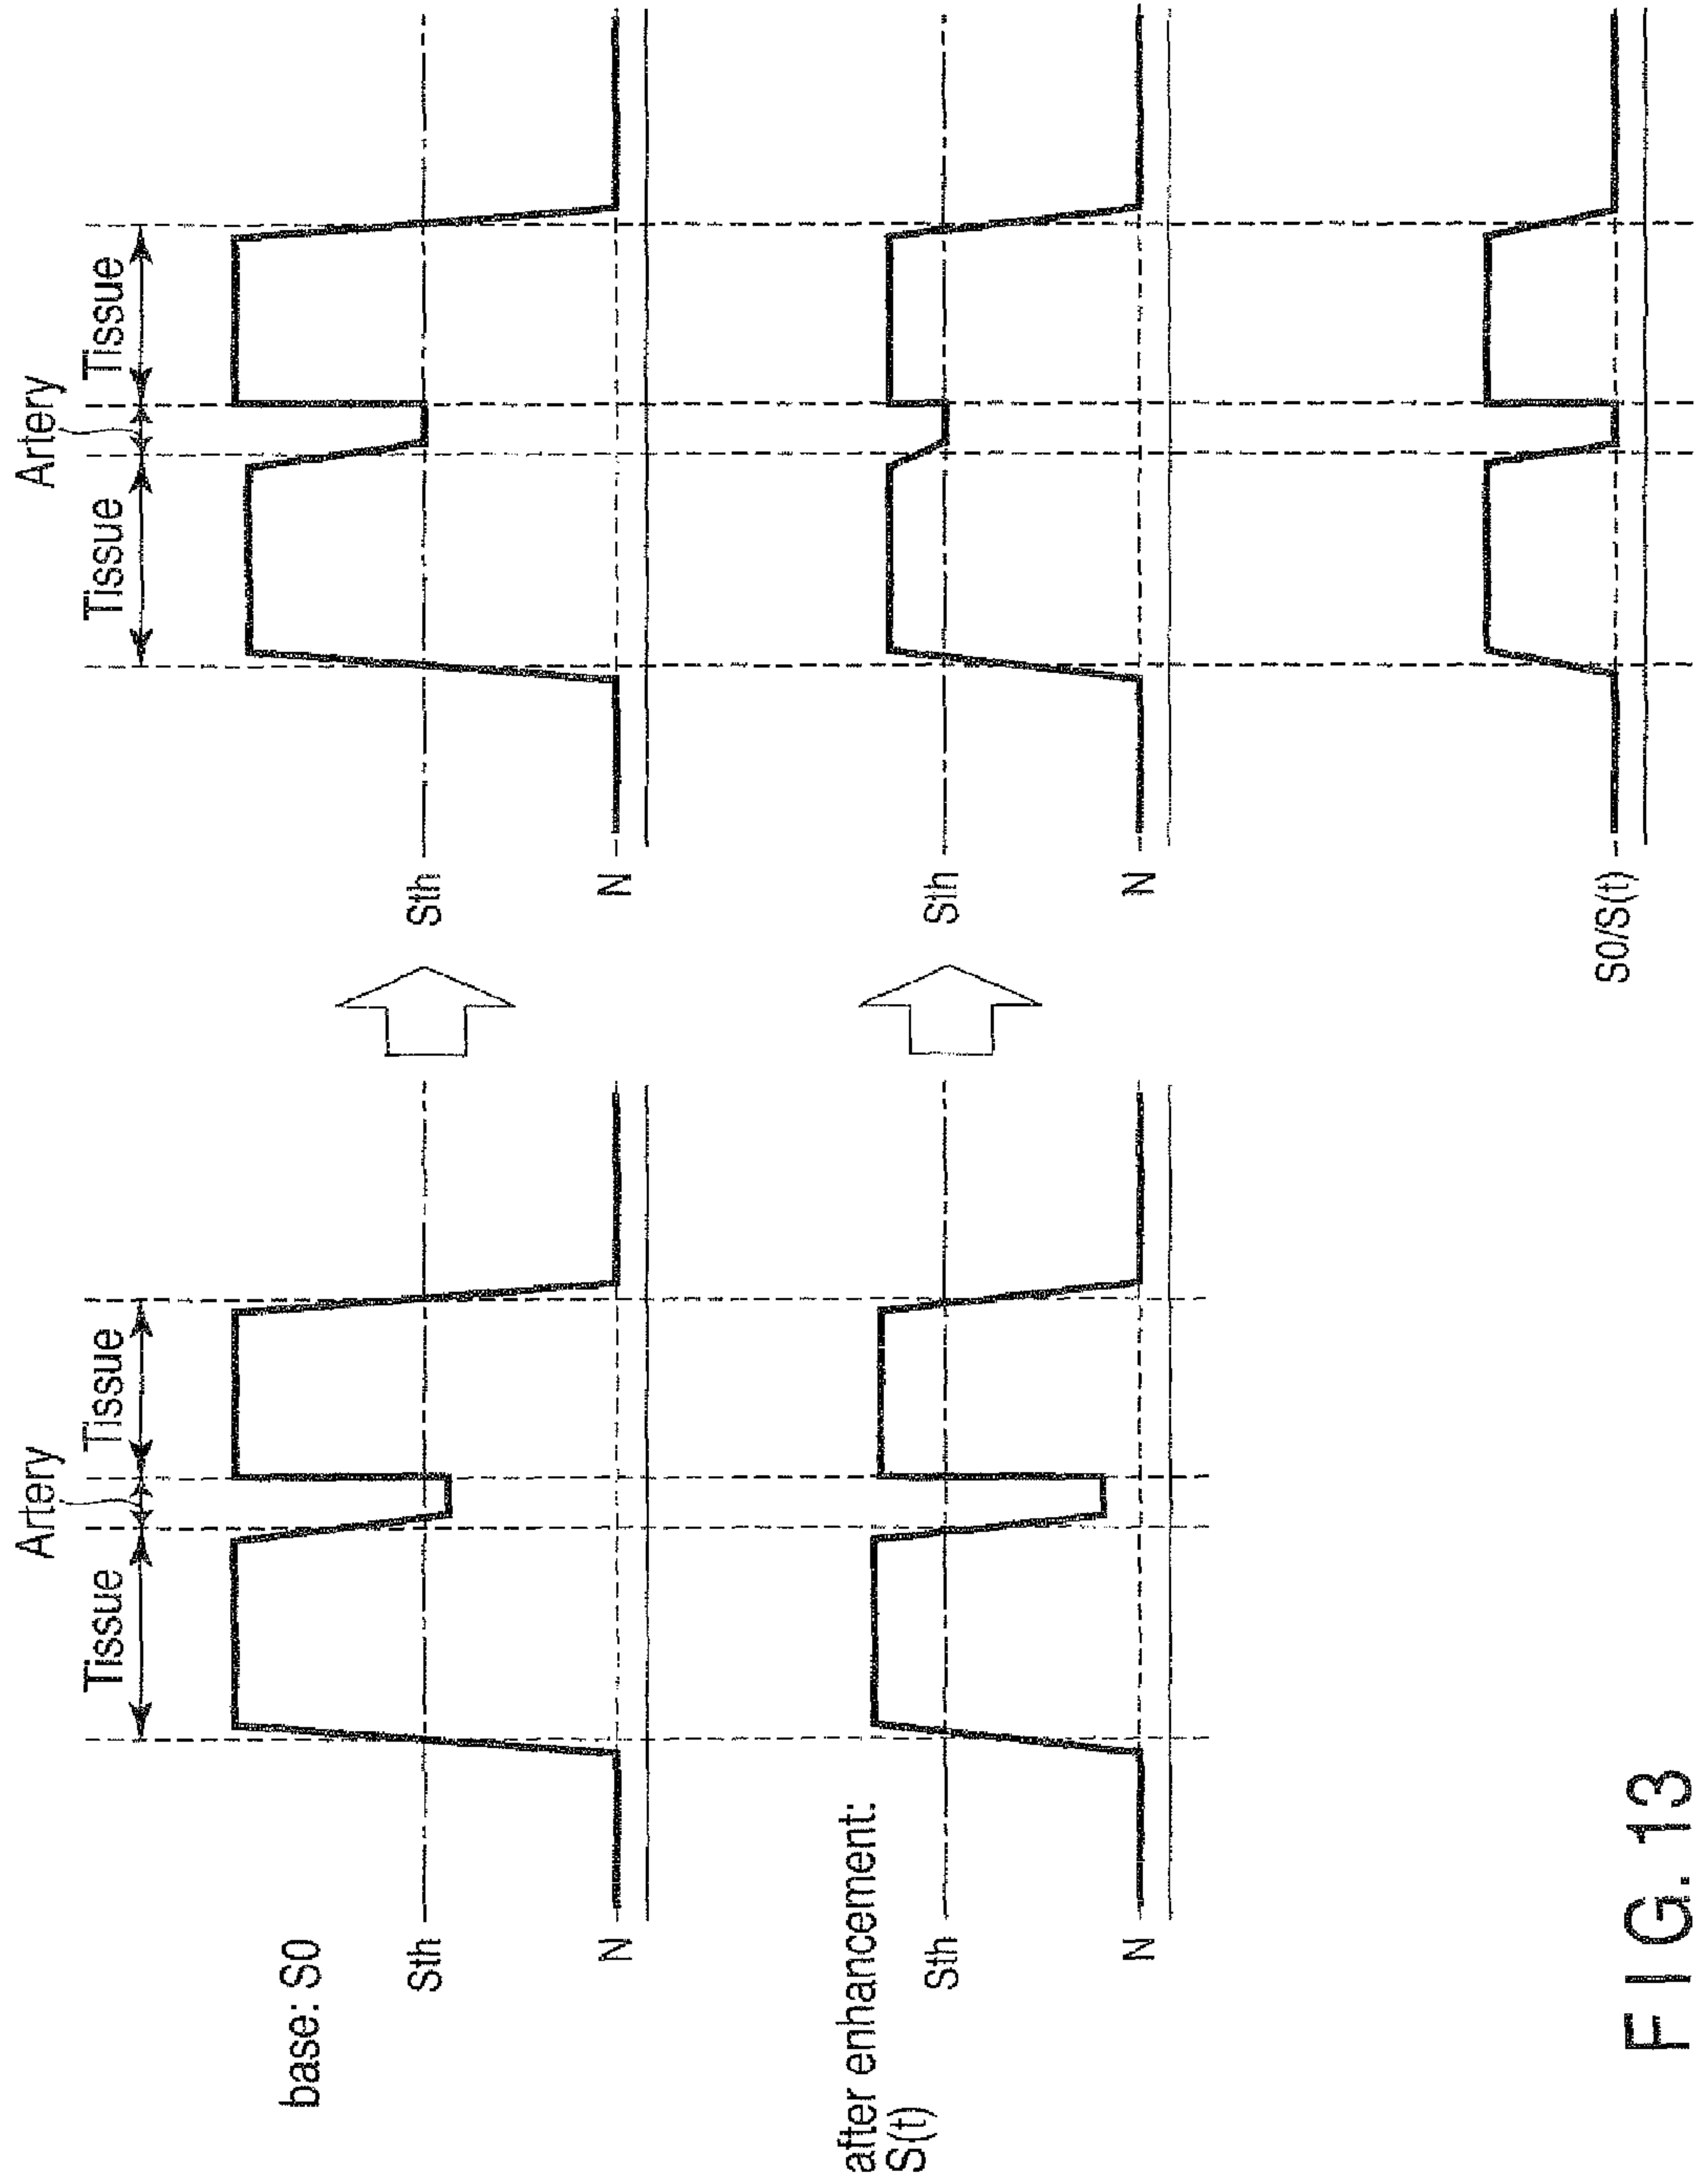 Artery
Tissue
Tissue
Artery
Tissue
Tissue
base: S0
Sth
Sth
N
N
after enhancement:
S(t)
Sth
Sth
N
N
S0/S(t)
FIG. 13